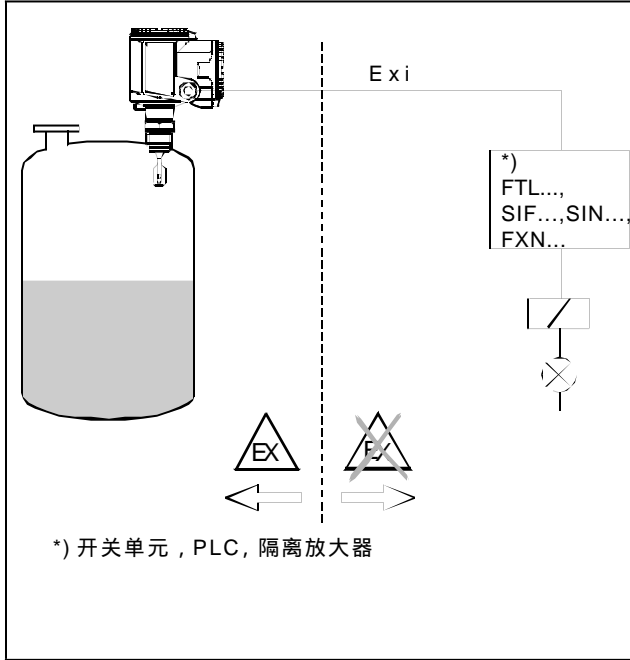 Exi
*)
FTL...,
SIF...,SIN...,
FXN...
EX
EX
*) 开关单元 , PLC, 隔离放大器